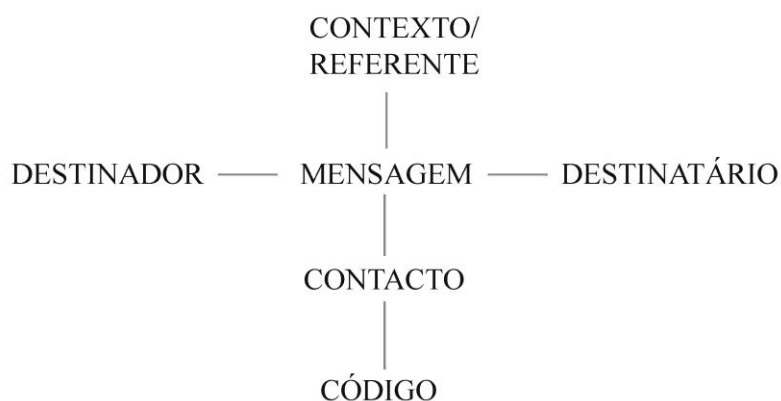 CONTEXTO/
REFERENTE
DESTINADOR MENSAGEM DESTINATÁRIO
CONTACTO
CÓDIGO